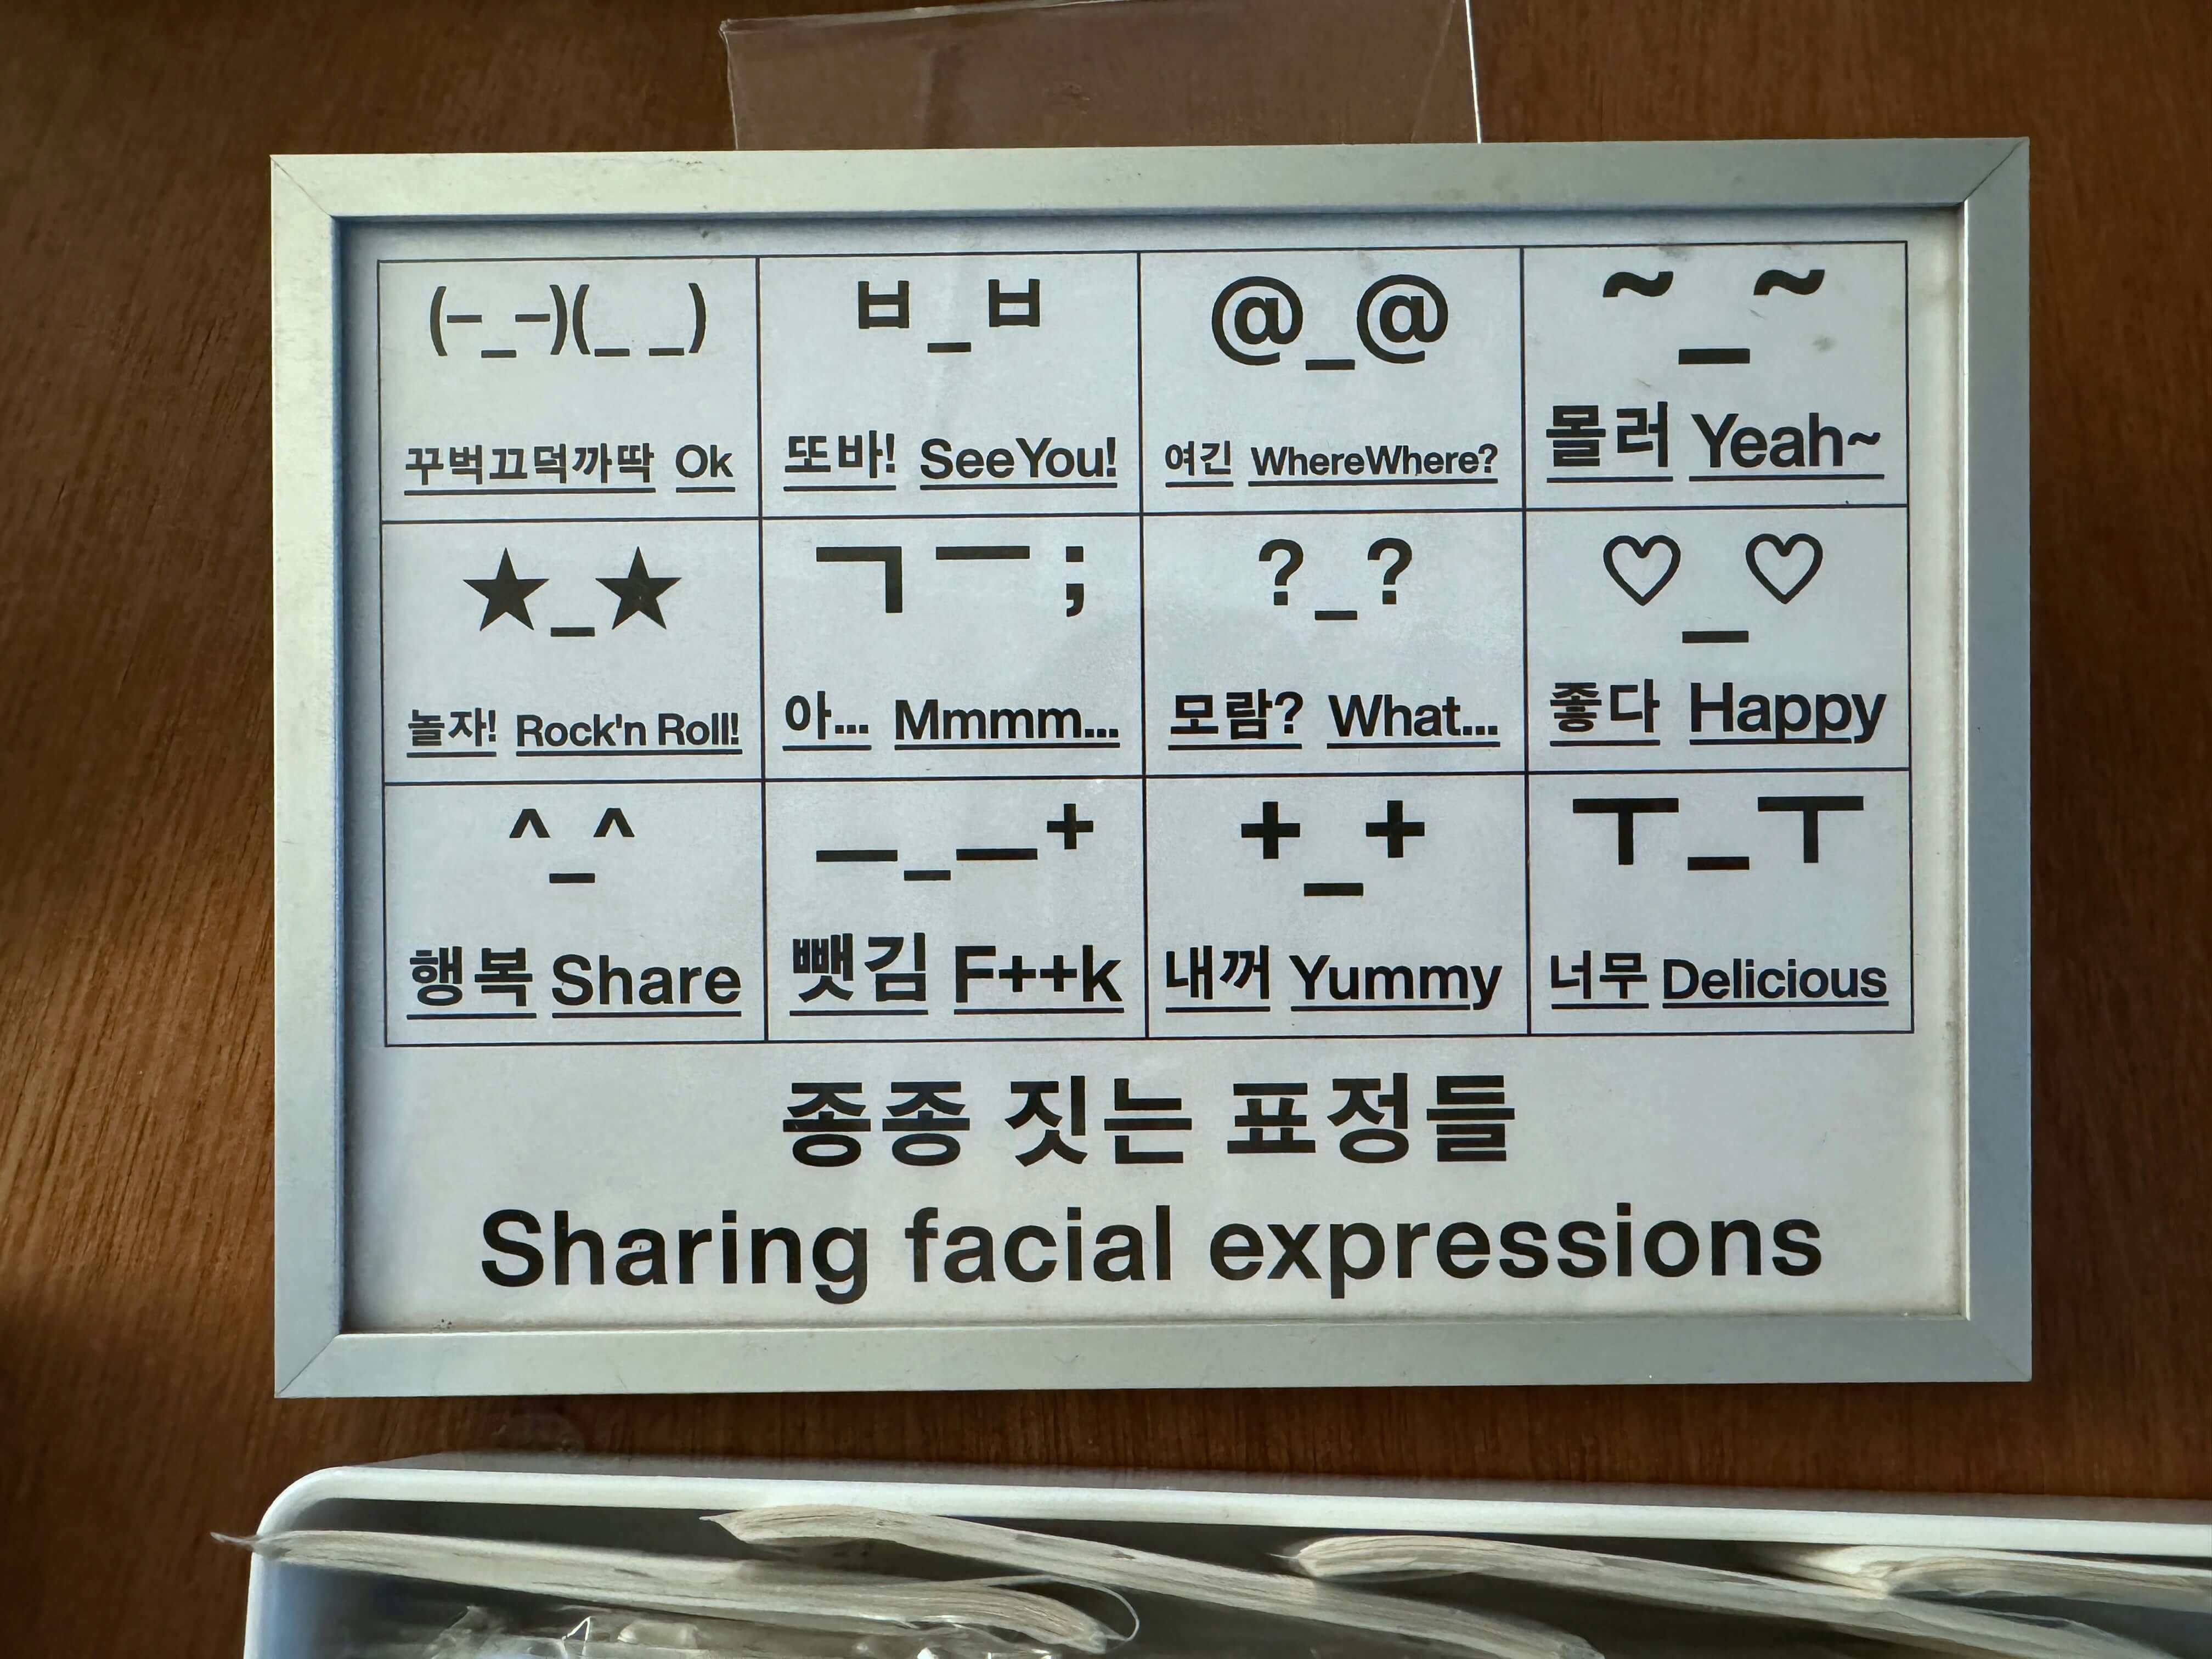 (-_-)(_ _)
꾸벅끄덕까딱 Ok
ㅂ_ㅂ
또바! SeeYou!
@_@
여긴 WhereWhere?
~_~
몰러 Yeah~
★_★
놀자! Rock'n Roll!
ㄱㅡ;
아... Mmmm...
?_?
모람? What...
♡_♡
좋다 Happy
^_^
행복 Share
ㅡ_ㅡ+
뺏김 F++k
+_+
내꺼 Yummy
ㅜ_ㅜ
너무 Delicious
종종 짓는 표정들
Sharing facial expressions